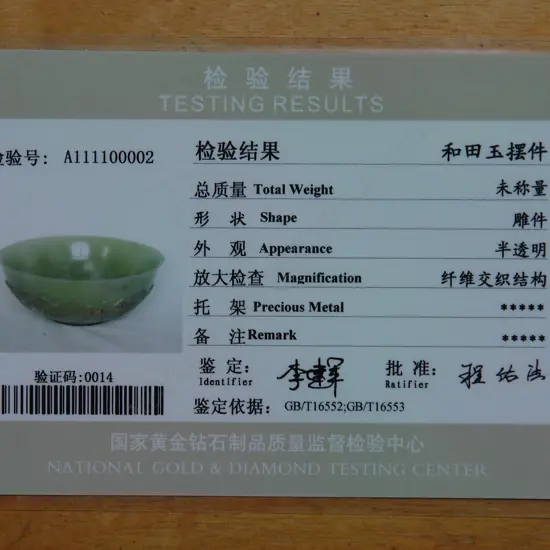 检验结果
TESTING RESULTS
检验号: A111100002
检验结果 和田玉摆件
总质量 Total Weight 未称量
形 状 Shape 雕件
外 观 Appearance 半透明
放大检查 Magnification 纤维交织结构
托 架 Precious Metal *****
备 注 Remark *****
验证码:0014
鉴 定: 批 准:
Identifier Ratifier
鉴定依据: GB/T16552;GB/T16553
国家黄金钻石制品质量监督检验中心
NATIONAL GOLD & DIAMOND TESTING CENTER